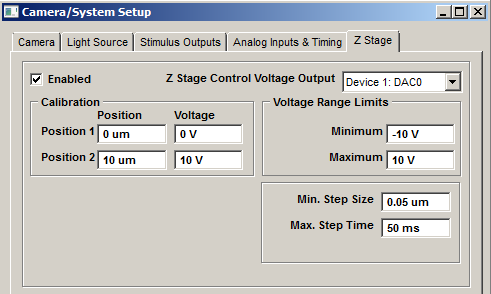 Camera/System Setup
Camera Light Source Stimulus Outputs Analog Inputs & Timing Z Stage
Enabled Z Stage Control Voltage Output Device 1: DAC0
Calibration Voltage Range Limits
Position Voltage
Position 1 0 um 0 V Minimum -10 V
Position 2 10 um 10 V Maximum 10 V
Min. Step Size 0.05 um
Max. Step Time 50 ms